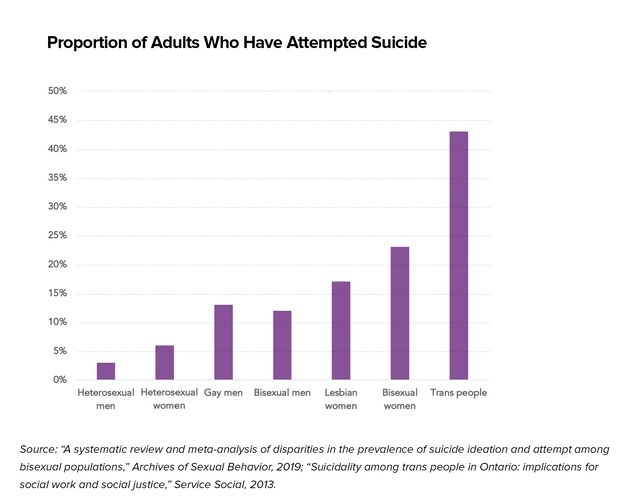 Proportion of Adults Who Have Attempted Suicide
50%
45%
40%
35%
30%
25%
20%
15%
10%
5%
0%
Heterosexual men
Heterosexual women
Gay men
Bisexual men
Lesbian women
Bisexual women
Trans people
Source: “A systematic review and meta-analysis of disparities in the prevalence of suicide ideation and attempt among
bisexual populations,” Archives of Sexual Behavior, 2019; “Suicidality among trans people in Ontario: implications for
social work and social justice,” Service Social, 2013.